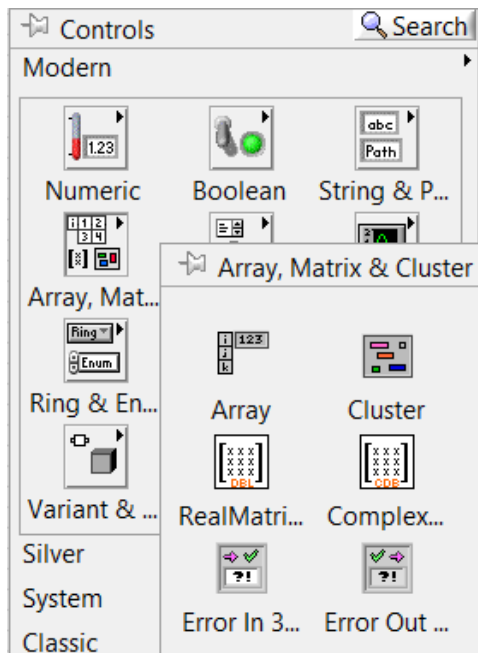 Controls
Search
Modern
1.23
abc
Path
Numeric
Boolean
String & P...
Array, Mat...
Array, Matrix & Cluster
Ring
Enum
i 123
j
k
Ring & En...
Array
Cluster
DBL
CDB
Variant & ...
RealMatri...
Complex...
Silver
?!
?!
System
Error In 3...
Error Out ...
Classic